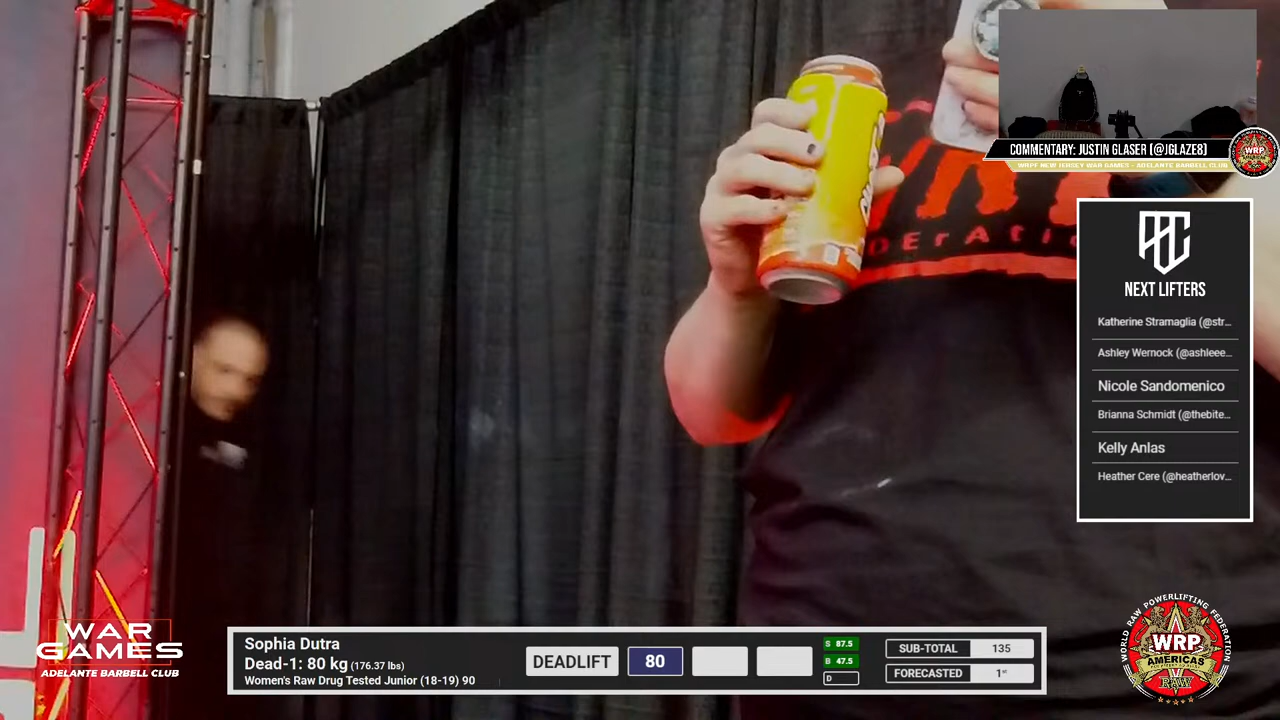 COMMENTARY: JUSTIN GLASER (@JGLAZE8)
WRPF NEW JERSEY WAR GAMES - ADELANTE BARBELL CLUB
WRP
NEXT LIFTERS
Katherine Stramaglia (@str...
Ashley Wernock (@ashleee...
Nicole Sandomenico
Brianna Schmidt (@thebite...
Kelly Anlas
Heather Cere (@heatherlov...
WAR
GAMES
ADELANTE BARBELL CLUB
Sophia Dutra
Dead-1: 80 kg (176.37 lbs)
Women's Raw Drug Tested Junior (18-19) 90
DEADLIFT
80
S 87.5
B 47.5
D
SUB-TOTAL 135
FORECASTED 1st
WORLD RAW POWERLIFTING FEDERATION
WRP
AMERICAS
RAW